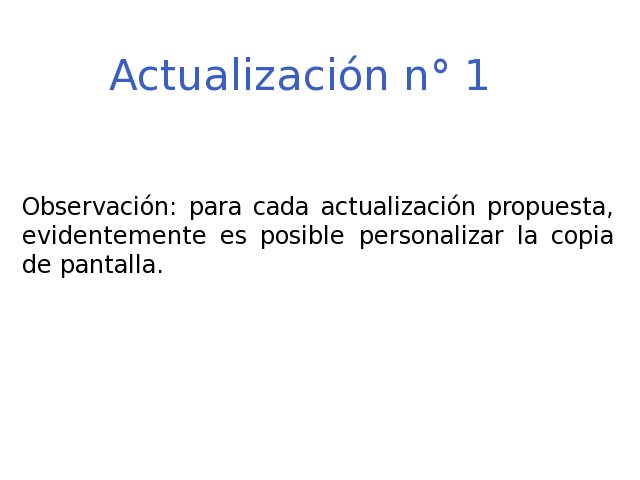 Actualización n° 1
Observación: para cada actualización propuesta,
evidentemente es posible personalizar la copia
de pantalla.